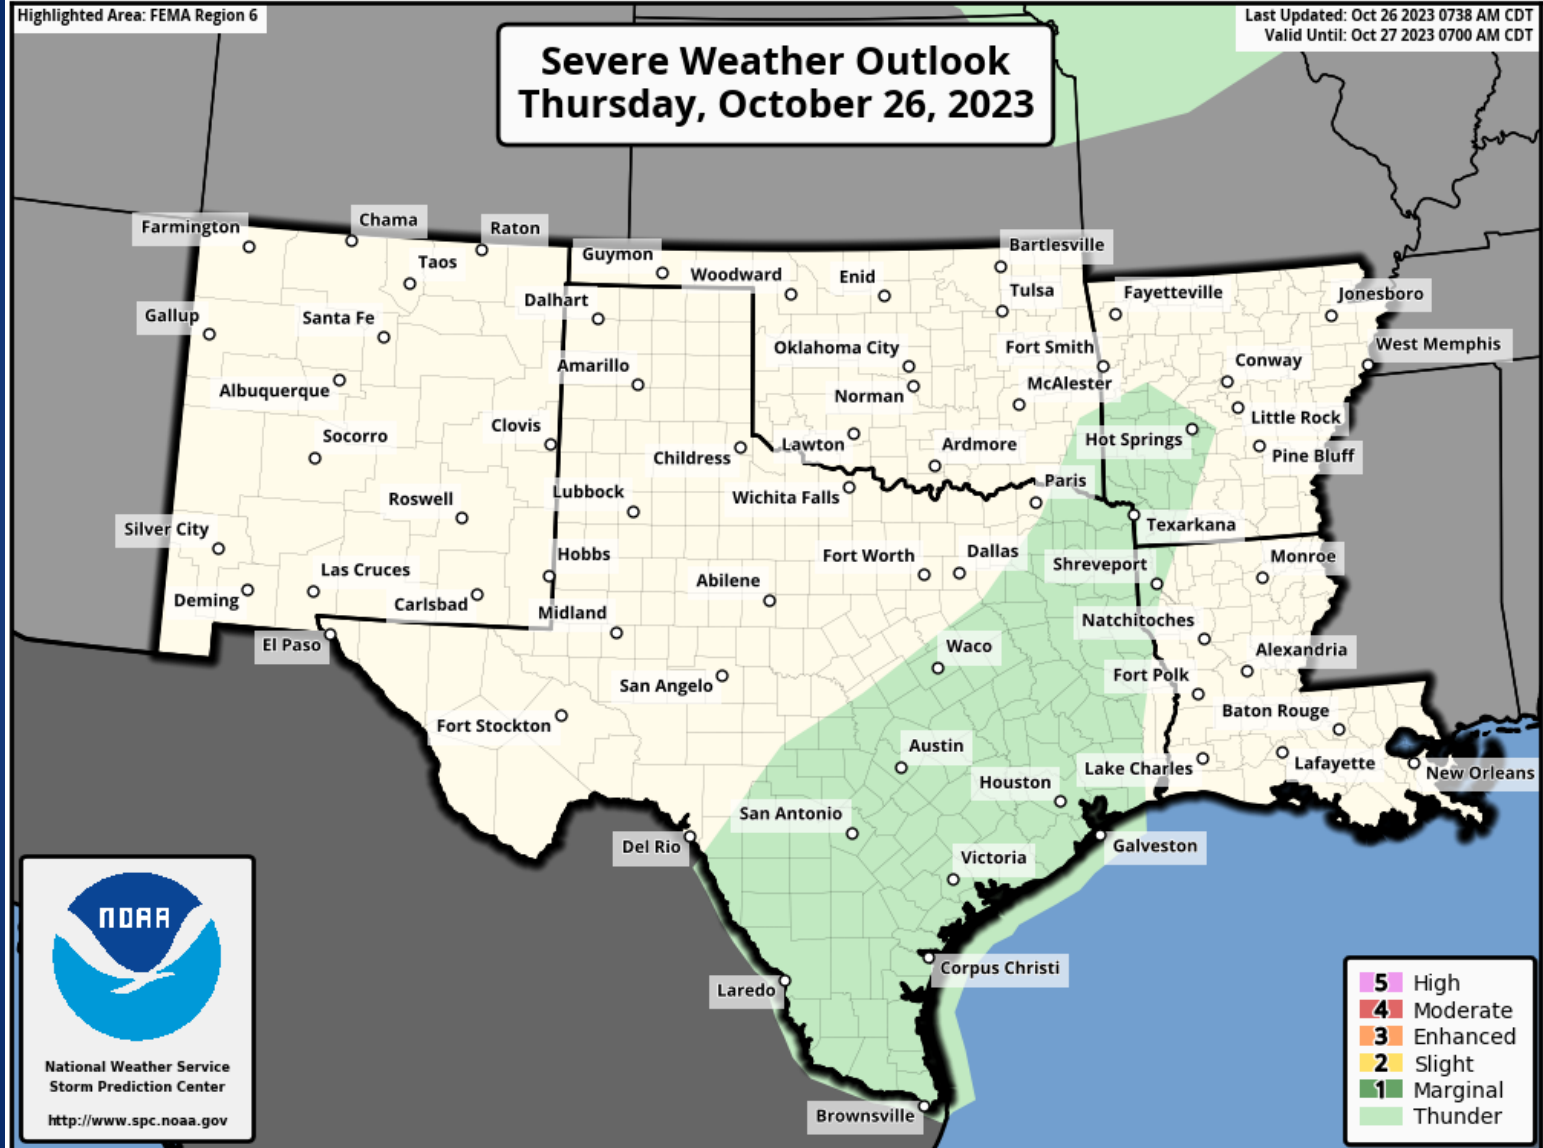 Highlighted Area: FEMA Region 6
Last Updated: Oct 26 2023 0738 AM CDT
Valid Until: Oct 27 2023 0700 AM CDT
Severe Weather Outlook
Thursday, October 26, 2023
Farmington
Chama
Raton
Taos
Guymon
Woodward
Enid
Bartlesville
Tulsa
Fayetteville
Jonesboro
Gallup
Santa Fe
Dalhart
Oklahoma City
Fort Smith
West Memphis
Conway
Albuquerque
Amarillo
Norman
McAlester
Little Rock
Socorro
Clovis
Childress
Lawton
Ardmore
Hot Springs
Pine Bluff
Roswell
Lubbock
Wichita Falls
Paris
Texarkana
Silver City
Las Cruces
Hobbs
Abilene
Fort Worth
Dallas
Shreveport
Monroe
Deming
Carlsbad
Midland
Natchitoches
El Paso
San Angelo
Waco
Fort Polk
Alexandria
Fort Stockton
Austin
Baton Rouge
Houston
Lake Charles
Lafayette
New Orleans
San Antonio
Del Rio
Victoria
Galveston
Corpus Christi
Laredo
Brownsville
NOAA
National Weather Service
Storm Prediction Center
http://www.spc.noaa.gov
5 High
4 Moderate
3 Enhanced
2 Slight
1 Marginal
Thunder